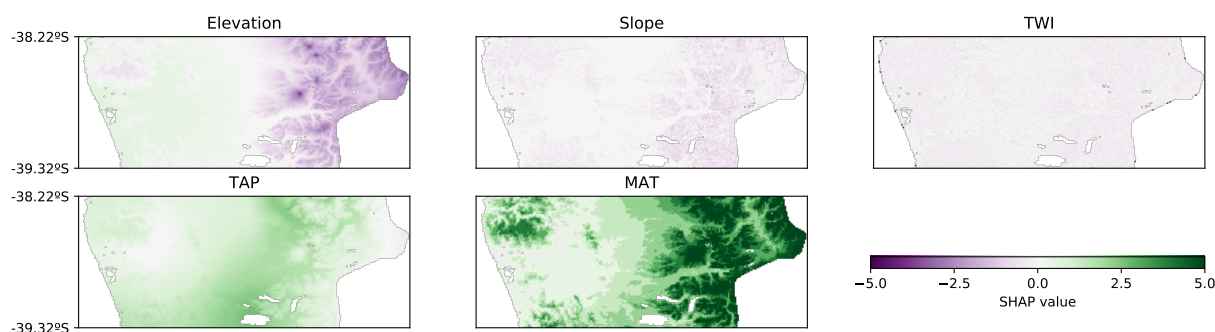 Elevation
Slope
TWI
-38.22ºS
-39.32ºS
TAP
MAT
-38.22ºS
-39.32ºS
−5.0 −2.5 0.0 2.5 5.0
SHAP value